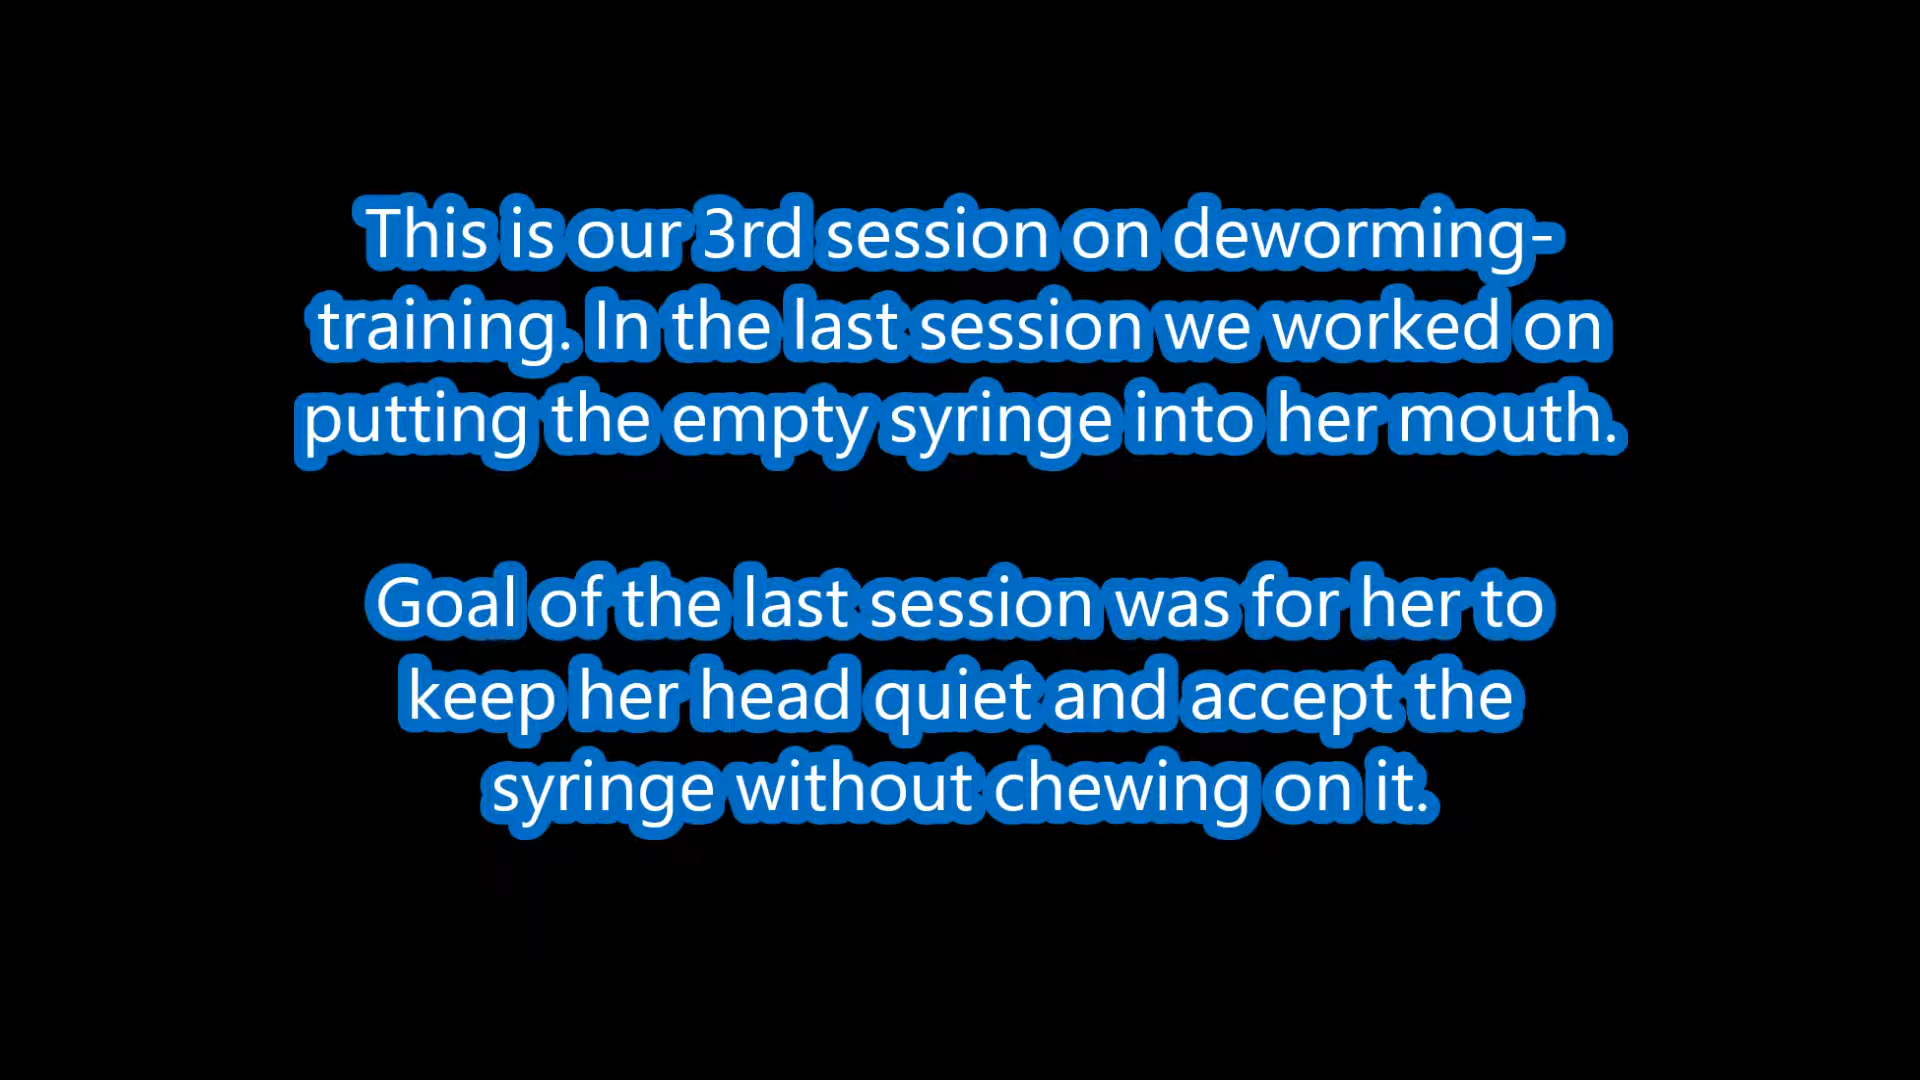 This is our 3rd session on deworming-
training. In the last session we worked on
putting the empty syringe into her mouth.
Goal of the last session was for her to
keep her head quiet and accept the
syringe without chewing on it.